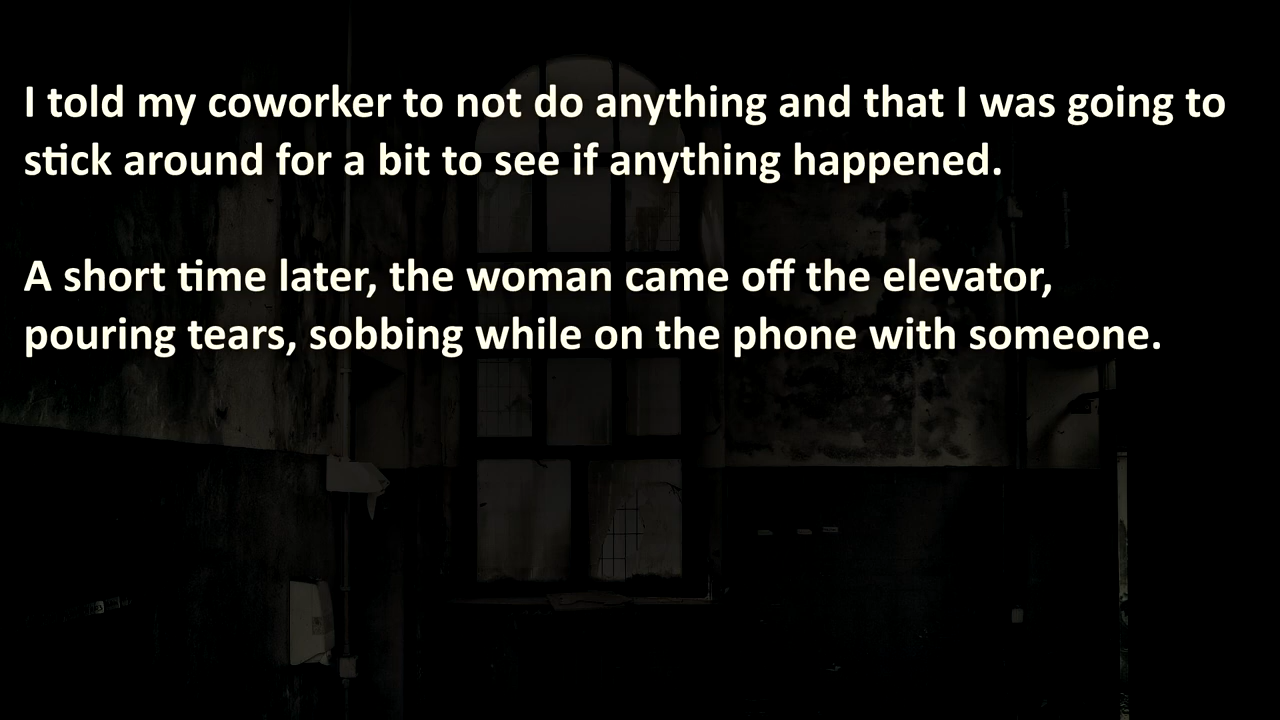 I told my coworker to not do anything and that I was going to
stick around for a bit to see if anything happened.
A short time later, the woman came off the elevator,
pouring tears, sobbing while on the phone with someone.